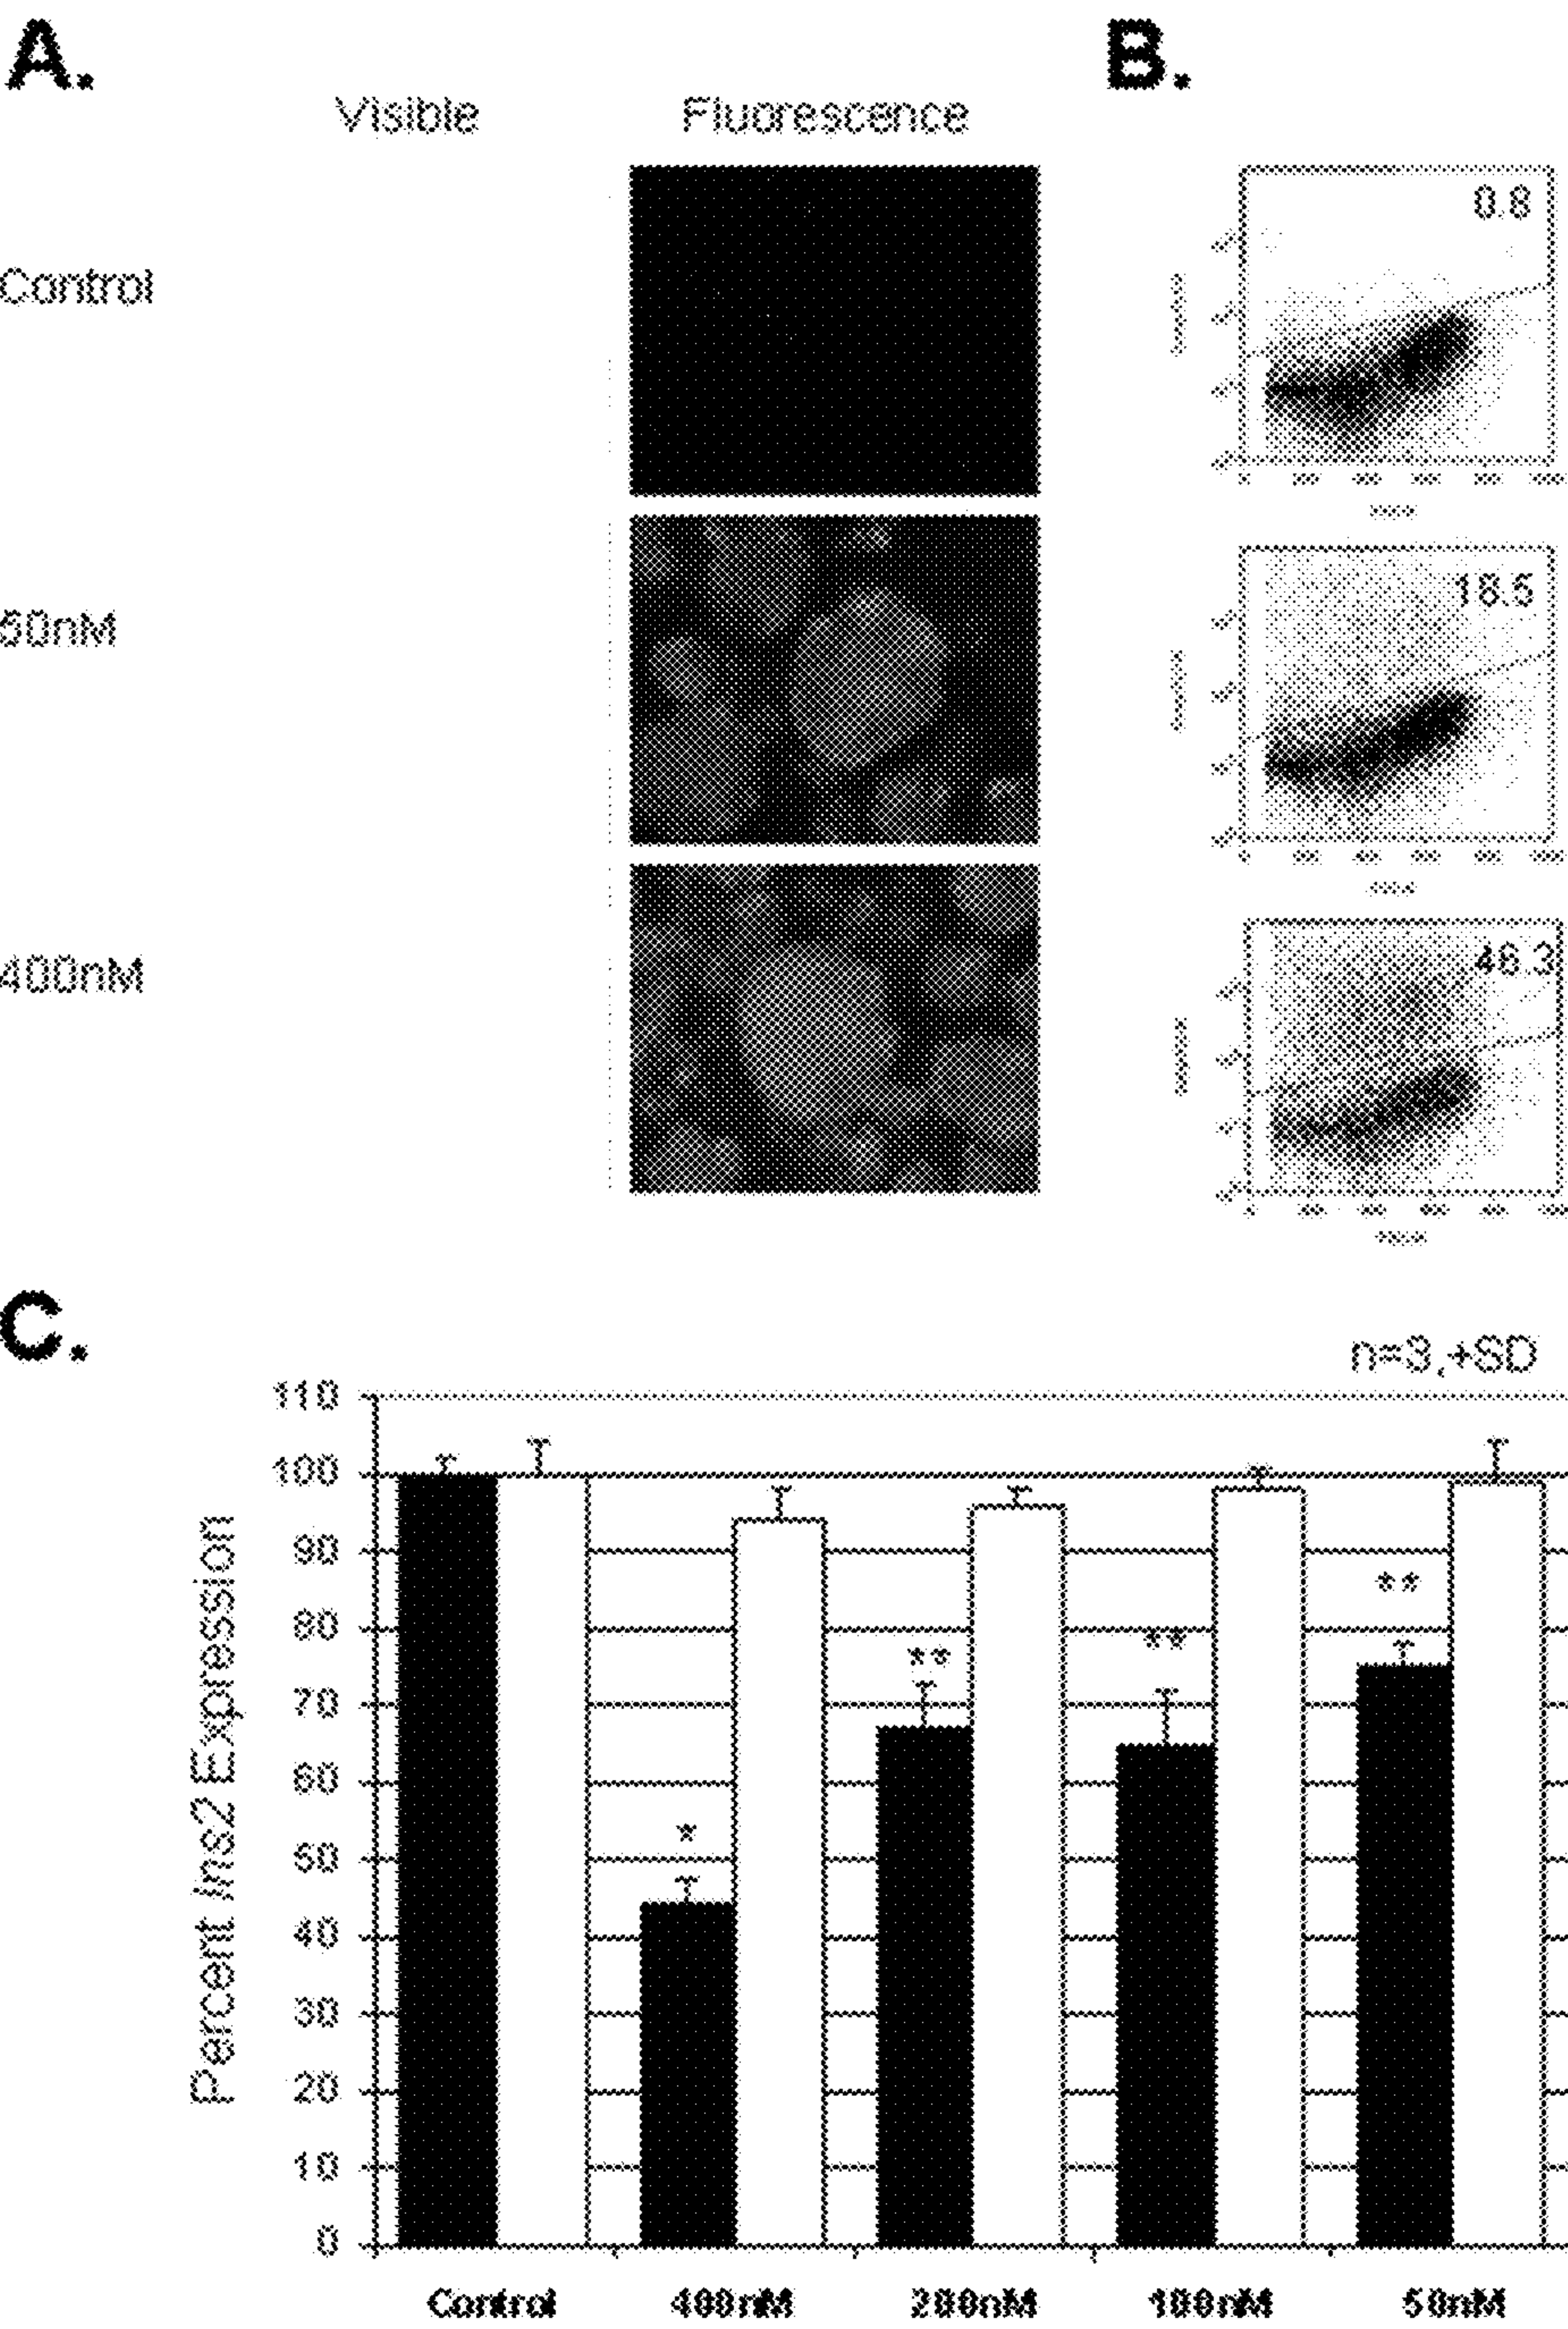 A.
B.
Visible Fluorescence
Control
0.8
50nM
18.5
400nM
46.3
C.
n=3,+SD
Percent Ins2 Expression
110
100
90
80
70
60
50
40
30
20
10
0
*
**
**
**
Control 400nM 200nM 100nM 50nM